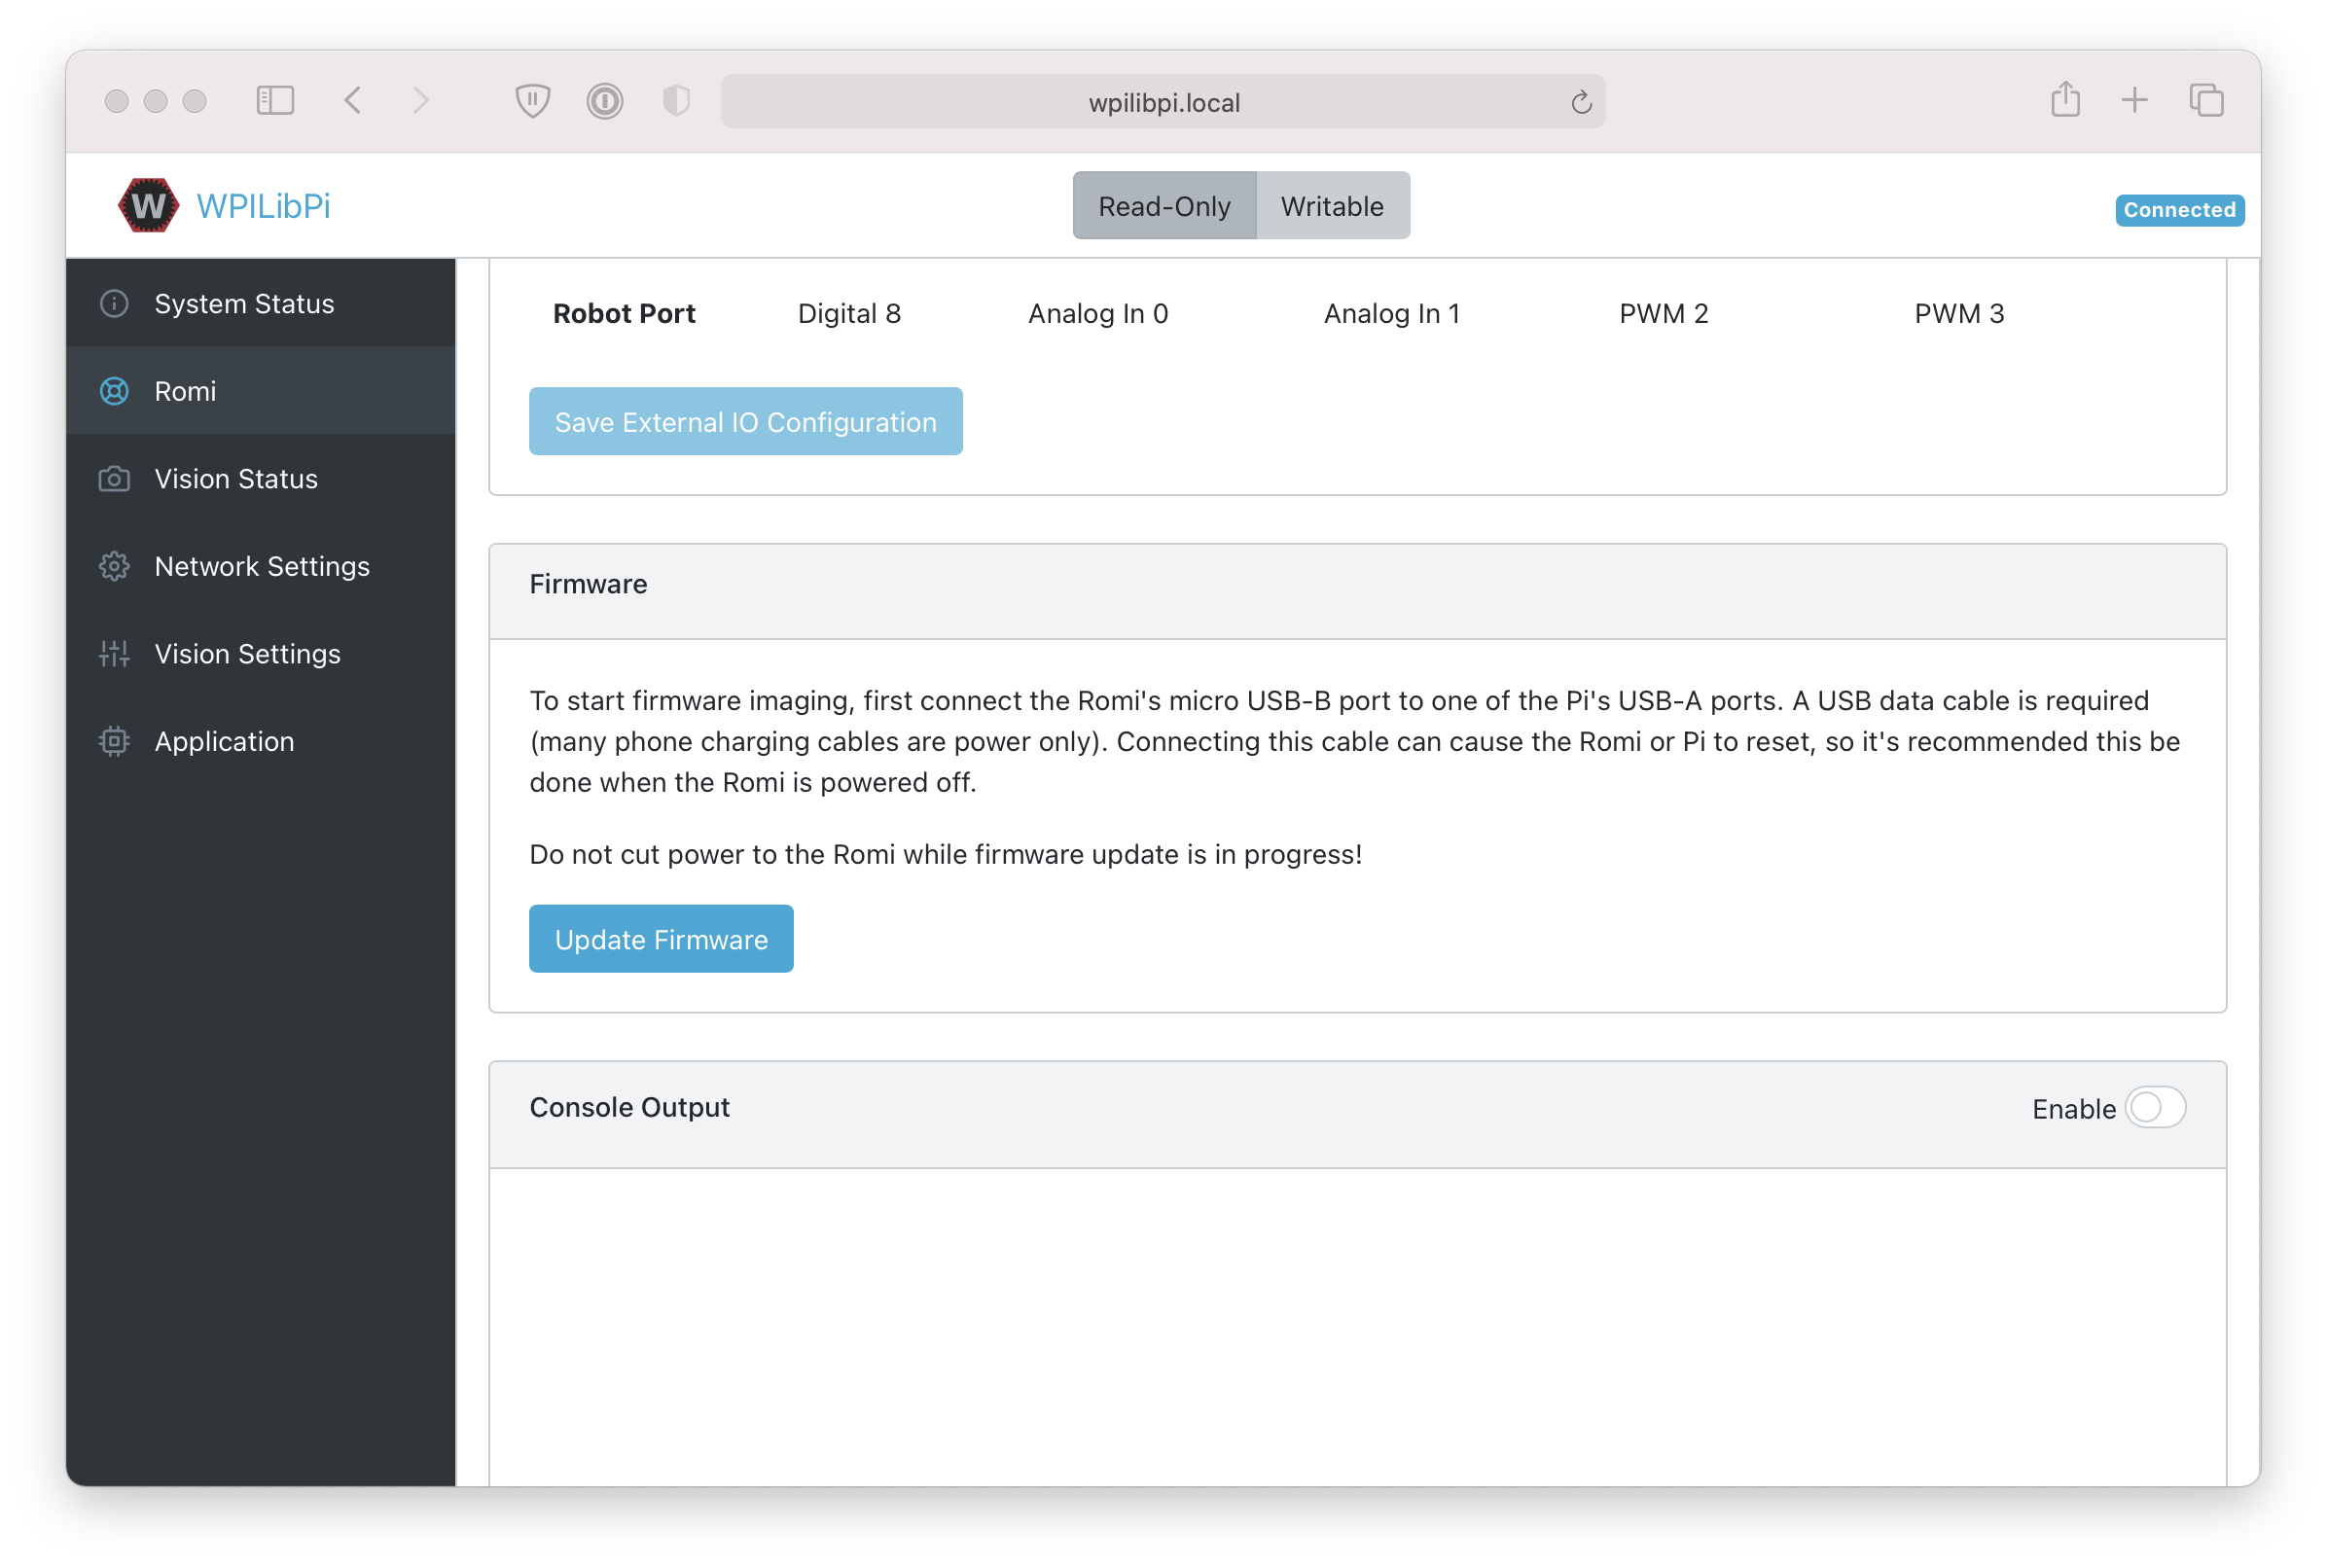 wpilibpi.local
W WPILibPi
Read-Only Writable
Connected
System Status
Romi
Vision Status
Network Settings
Vision Settings
Application
Robot Port Digital 8 Analog In 0 Analog In 1 PWM 2 PWM 3
Save External IO Configuration
Firmware
To start firmware imaging, first connect the Romi's micro USB-B port to one of the Pi's USB-A ports. A USB data cable is required
(many phone charging cables are power only). Connecting this cable can cause the Romi or Pi to reset, so it's recommended this be
done when the Romi is powered off.
Do not cut power to the Romi while firmware update is in progress!
Update Firmware
Console Output
Enable